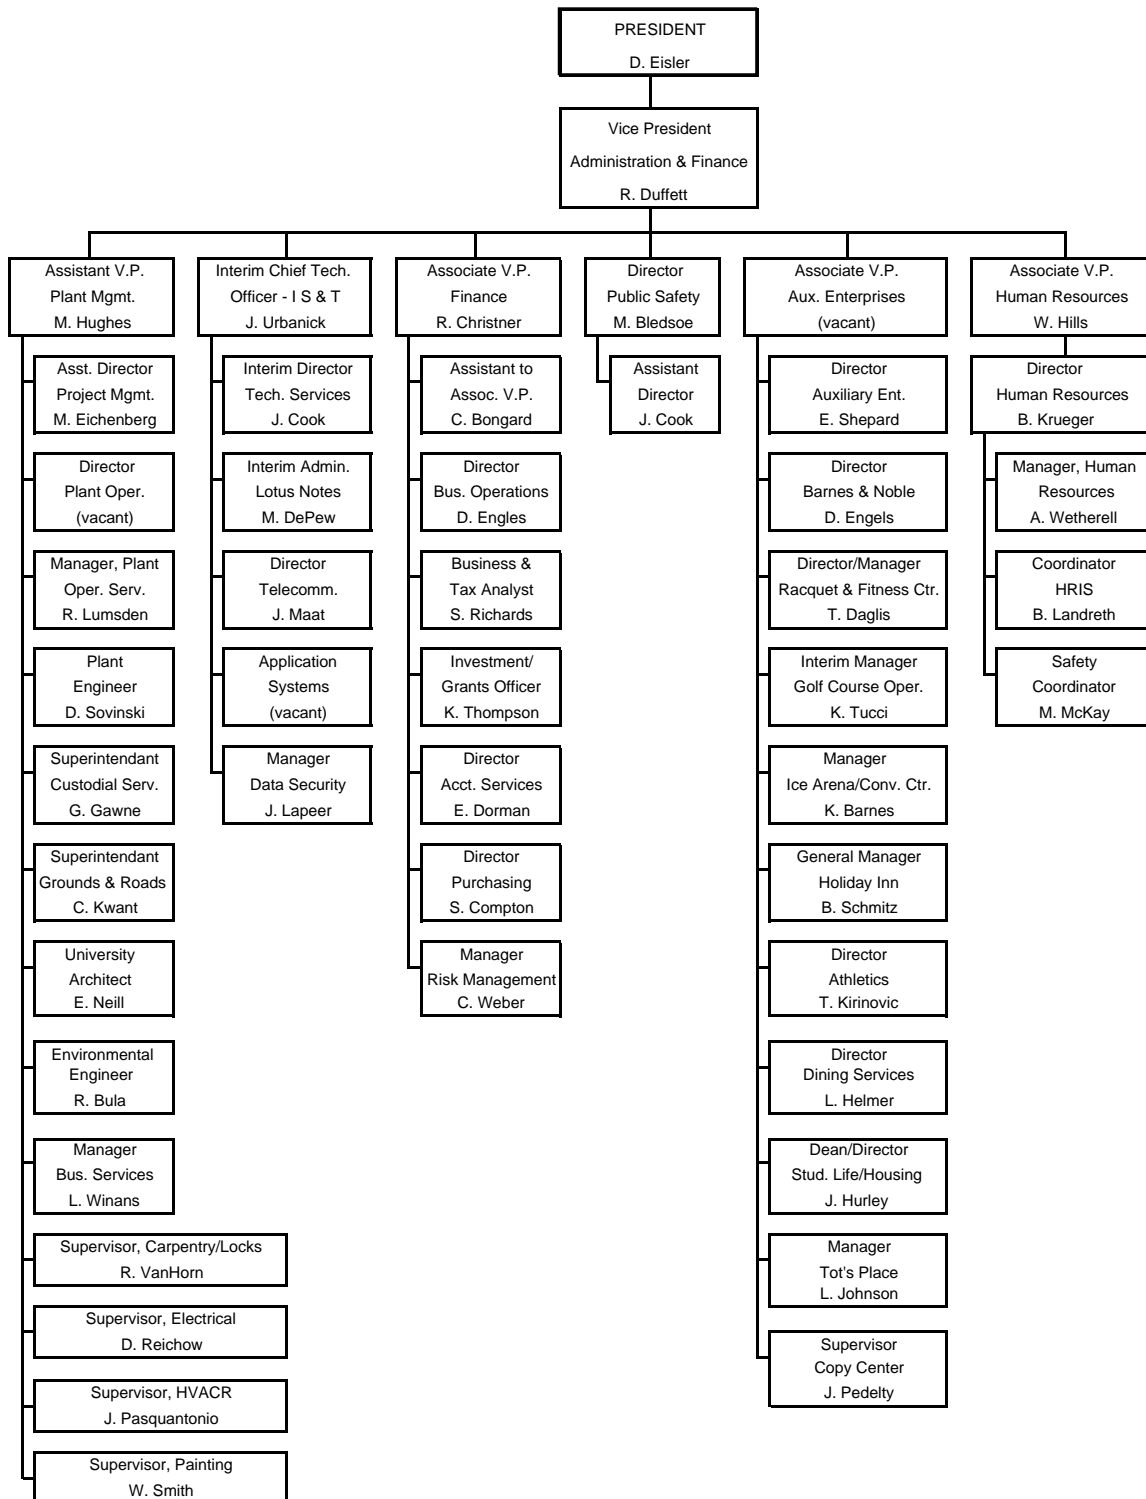 PRESIDENT
D. Eisler
Vice President
Administration & Finance
R. Duffett
Assistant V.P.
Plant Mgmt.
M. Hughes
Interim Chief Tech.
Officer - I S & T
J. Urbanick
Associate V.P.
Finance
R. Christner
Director
Public Safety
M. Bledsoe
Associate V.P.
Aux. Enterprises
(vacant)
Associate V.P.
Human Resources
W. Hills
Asst. Director
Project Mgmt.
M. Eichenberg
Director
Plant Oper.
(vacant)
Manager, Plant
Oper. Serv.
R. Lumsden
Plant
Engineer
D. Sovinski
Superintendant
Custodial Serv.
G. Gawne
Superintendant
Grounds & Roads
C. Kwant
University
Architect
E. Neill
Environmental
Engineer
R. Bula
Manager
Bus. Services
L. Winans
Supervisor, Carpentry/Locks
R. VanHorn
Supervisor, Electrical
D. Reichow
Supervisor, HVACR
J. Pasquantonio
Supervisor, Painting
W. Smith
Interim Director
Tech. Services
J. Cook
Interim Admin.
Lotus Notes
M. DePew
Director
Telecomm.
J. Maat
Application
Systems
(vacant)
Manager
Data Security
J. Lapeer
Assistant to
Assoc. V.P.
C. Bongard
Director
Bus. Operations
D. Engles
Business &
Tax Analyst
S. Richards
Investment/
Grants Officer
K. Thompson
Director
Acct. Services
E. Dorman
Director
Purchasing
S. Compton
Manager
Risk Management
C. Weber
Assistant
Director
J. Cook
Director
Auxiliary Ent.
E. Shepard
Director
Barnes & Noble
D. Engels
Director/Manager
Racquet & Fitness Ctr.
T. Daglis
Interim Manager
Golf Course Oper.
K. Tucci
Manager
Ice Arena/Conv. Ctr.
K. Barnes
General Manager
Holiday Inn
B. Schmitz
Director
Athletics
T. Kirinovic
Director
Dining Services
L. Helmer
Dean/Director
Stud. Life/Housing
J. Hurley
Manager
Tot's Place
L. Johnson
Supervisor
Copy Center
J. Pedelty
Director
Human Resources
B. Krueger
Manager, Human
Resources
A. Wetherell
Coordinator
HRIS
B. Landreth
Safety
Coordinator
M. McKay